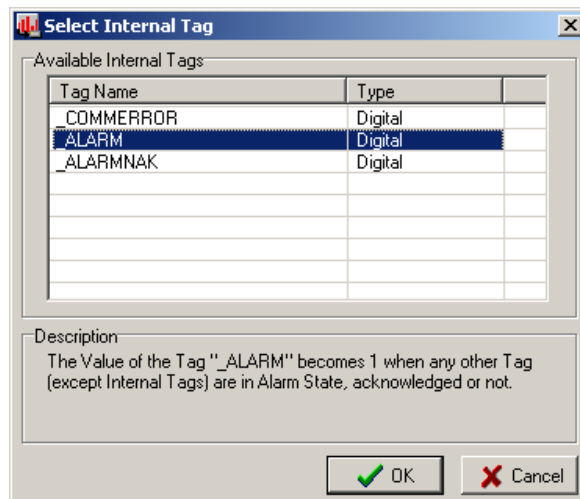 Select Internal Tag
Available Internal Tags
Tag Name Type
_COMMERROR Digital
_ALARM Digital
_ALARMNAK Digital
Description
The Value of the Tag "_ALARM" becomes 1 when any other Tag
(except Internal Tags) are in Alarm State, acknowledged or not.
OK Cancel